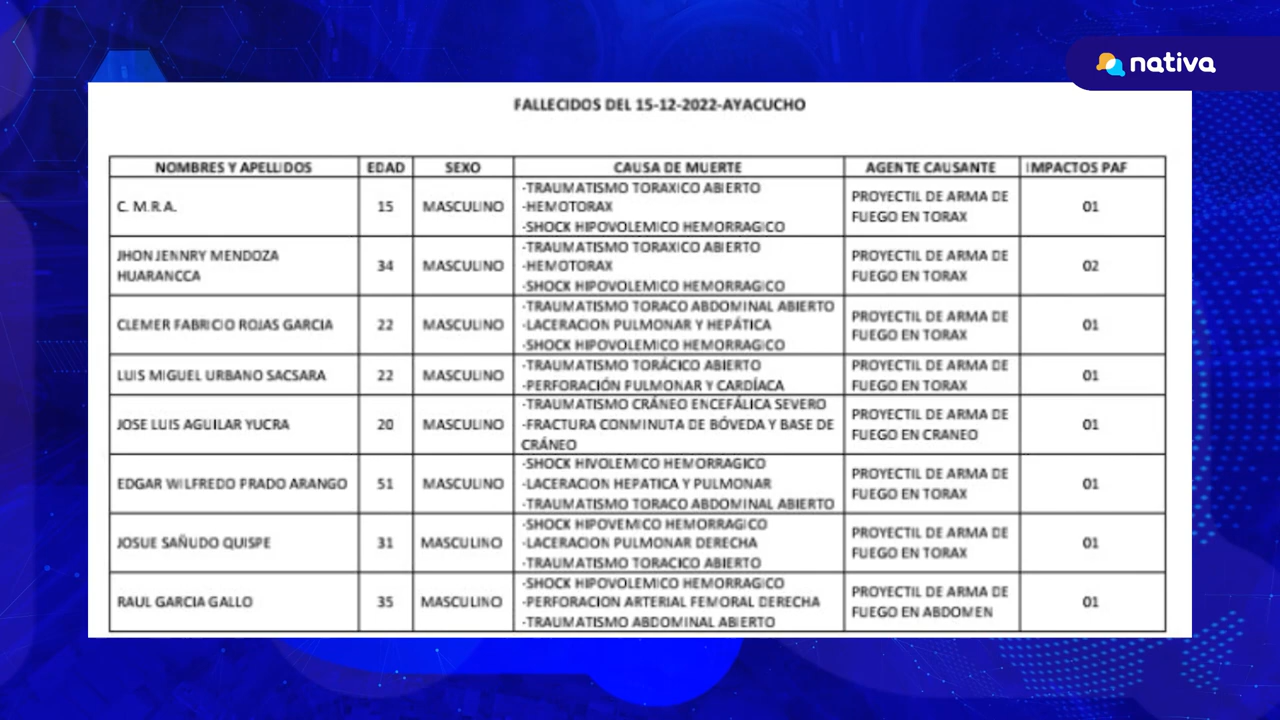 nativa
FALLECIDOS DEL 15-12-2022-AYACUCHO
NOMBRES Y APELLIDOS EDAD SEXO CAUSA DE MUERTE AGENTE CAUSANTE IMPACTOS PAF
C. M.R.A. 15 MASCULINO
-TRAUMATISMO TORAXICO ABIERTO
-HEMOTORAX
-SHOCK HIPOVOLEMICO HEMORRAGICO
PROYECTIL DE ARMA DE
FUEGO EN TORAX
01
JHON JENNRY MENDOZA
HUARANCCA
34 MASCULINO
-TRAUMATISMO TORAXICO ABIERTO
-HEMOTORAX
-SHOCK HIPOVOLEMICO HEMORRAGICO
PROYECTIL DE ARMA DE
FUEGO EN TORAX
02
CLEMER FABRICIO ROJAS GARCIA 22 MASCULINO
-TRAUMATISMO TORACO ABDOMINAL ABIERTO
-LACERACION PULMONAR Y HEPÁTICA
-SHOCK HIPOVOLEMICO HEMORRAGICO
PROYECTIL DE ARMA DE
FUEGO EN TORAX
01
LUIS MIGUEL URBANO SACSARA 22 MASCULINO
-TRAUMATISMO TORÁCICO ABIERTO
-PERFORACIÓN PULMONAR Y CARDÍACA
PROYECTIL DE ARMA DE
FUEGO EN TORAX
01
JOSE LUIS AGUILAR YUCRA 20 MASCULINO
-TRAUMATISMO CRÁNEO ENCEFÁLICA SEVERO
-FRACTURA CONMINUTA DE BÓVEDA Y BASE DE
CRÁNEO
PROYECTIL DE ARMA DE
FUEGO EN CRANEO
01
EDGAR WILFREDO PRADO ARANGO 51 MASCULINO
-SHOCK HIVOLEMICO HEMORRAGICO
-LACERACION HEPATICA Y PULMONAR
-TRAUMATISMO TORACO ABDOMINAL ABIERTO
PROYECTIL DE ARMA DE
FUEGO EN TORAX
01
JOSUE SAÑUDO QUISPE 31 MASCULINO
-SHOCK HIPOVEMICO HEMORRAGICO
-LACERACION PULMONAR DERECHA
-TRAUMATISMO TORACICO ABIERTO
PROYECTIL DE ARMA DE
FUEGO EN TORAX
01
RAUL GARCIA GALLO 35 MASCULINO
-SHOCK HIPOVOLEMICO HEMORRAGICO
-PERFORACION ARTERIAL FEMORAL DERECHA
-TRAUMATISMO ABDOMINAL ABIERTO
PROYECTIL DE ARMA DE
FUEGO EN ABDOMEN
01